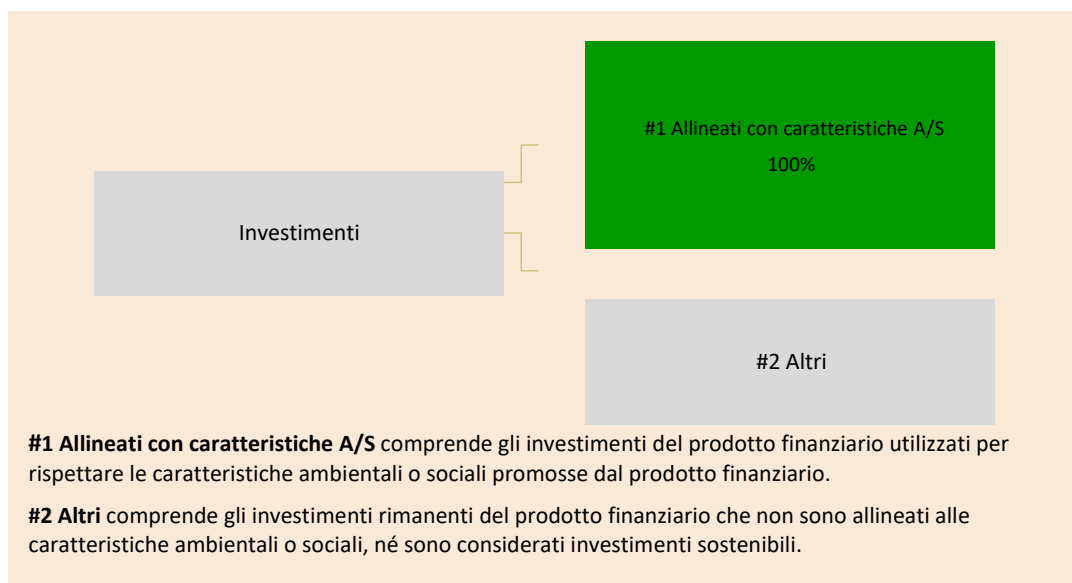 #1 Allineati con caratteristiche A/S
100%
Investimenti
#2 Altri
#1 Allineati con caratteristiche A/S comprende gli investimenti del prodotto finanziario utilizzati per
rispettare le caratteristiche ambientali o sociali promosse dal prodotto finanziario.
#2 Altri comprende gli investimenti rimanenti del prodotto finanziario che non sono allineati alle
caratteristiche ambientali o sociali, né sono considerati investimenti sostenibili.